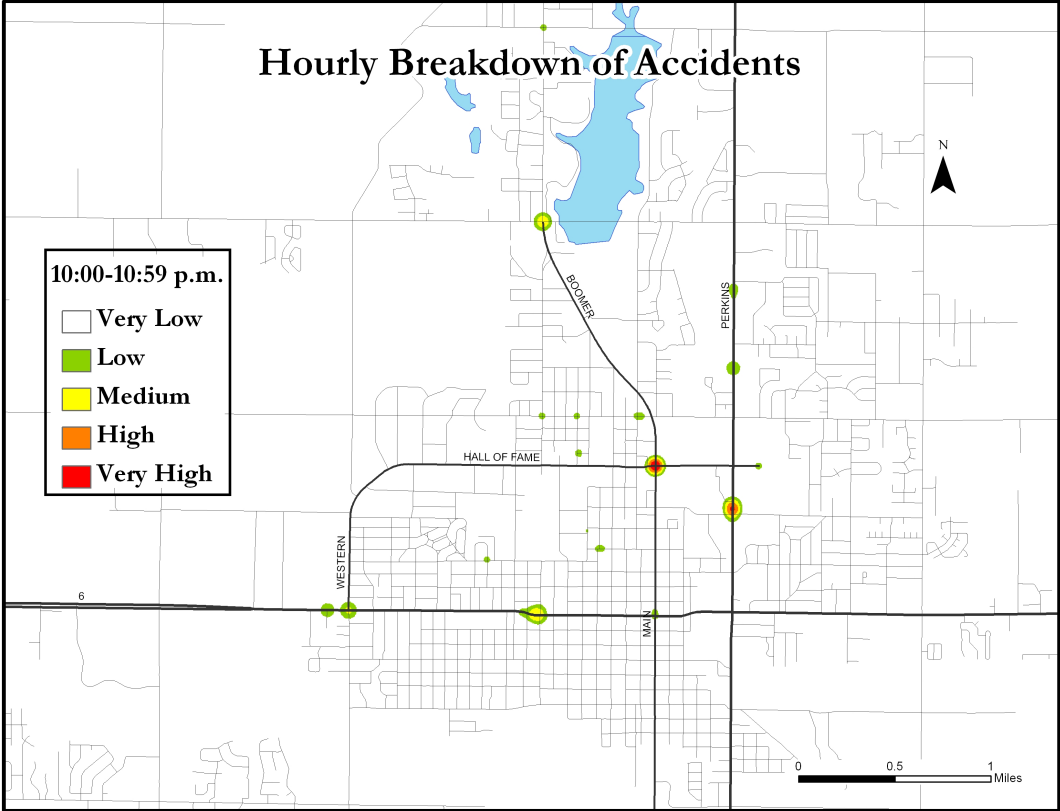 Hourly Breakdown of Accidents
N
10:00-10:59 p.m.
Very Low
Low
Medium
High
Very High
BOOMER
PERKINS
HALL OF FAME
WESTERN
6
MAIN
0 0.5 1
Miles